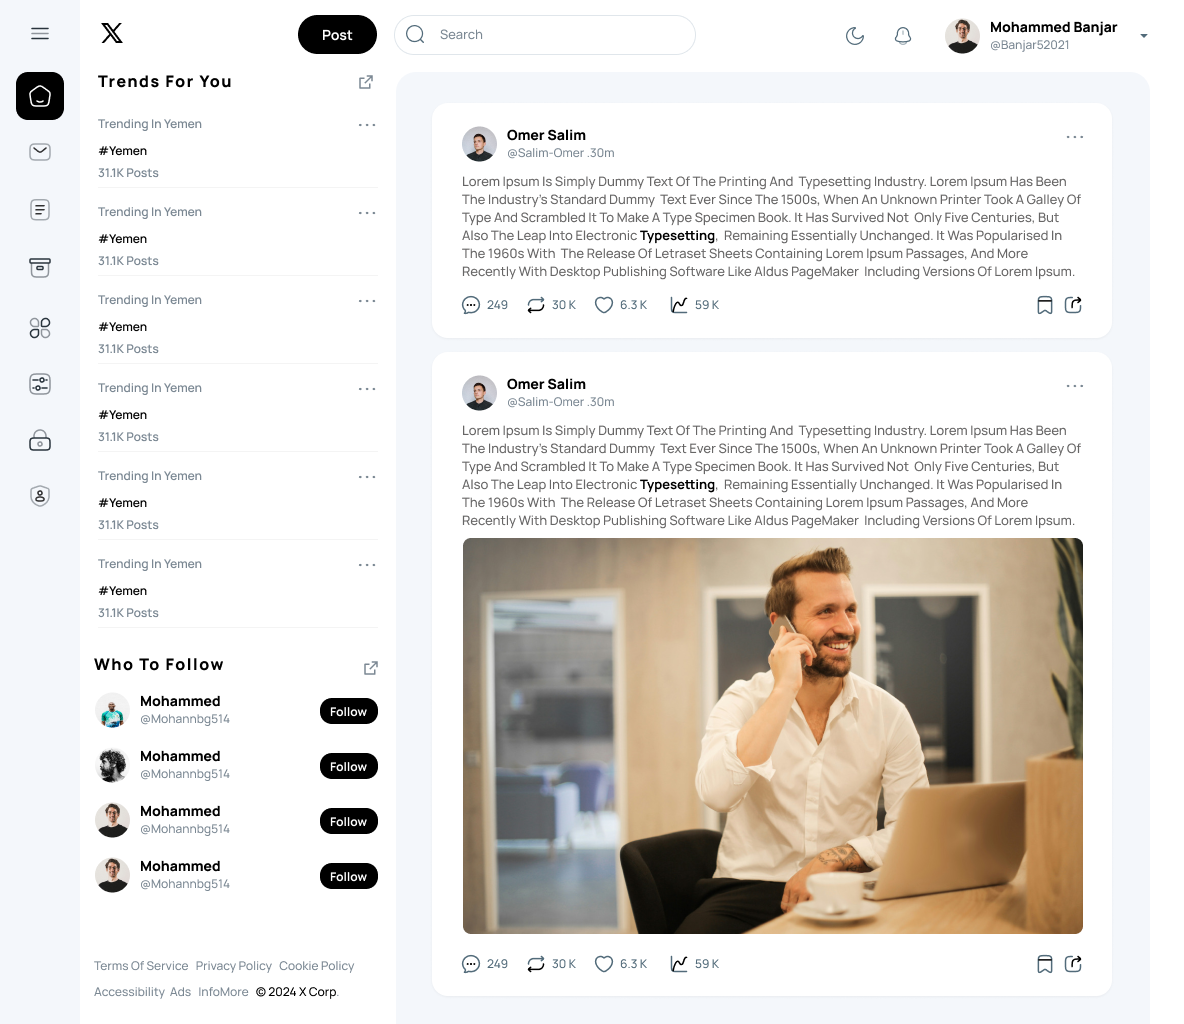 Post
Search
Mohammed Banjar
@Banjar52021
Trends For You
Trending In Yemen
#Yemen
31.1K Posts
Trending In Yemen
#Yemen
31.1K Posts
Trending In Yemen
#Yemen
31.1K Posts
Trending In Yemen
#Yemen
31.1K Posts
Trending In Yemen
#Yemen
31.1K Posts
Trending In Yemen
#Yemen
31.1K Posts
Who To Follow
Mohammed
@Mohannbg514
Follow
Mohammed
@Mohannbg514
Follow
Mohammed
@Mohannbg514
Follow
Mohammed
@Mohannbg514
Follow
Terms Of Service Privacy Policy Cookie Policy
Accessibility Ads InfoMore © 2024 X Corp.
Omer Salim
@Salim-Omer .30m
Lorem Ipsum Is Simply Dummy Text Of The Printing And Typesetting Industry. Lorem Ipsum Has Been
The Industry's Standard Dummy Text Ever Since The 1500s, When An Unknown Printer Took A Galley Of
Type And Scrambled It To Make A Type Specimen Book. It Has Survived Not Only Five Centuries, But
Also The Leap Into Electronic Typesetting, Remaining Essentially Unchanged. It Was Popularised In
The 1960s With The Release Of Letraset Sheets Containing Lorem Ipsum Passages, And More
Recently With Desktop Publishing Software Like Aldus PageMaker Including Versions Of Lorem Ipsum.
249 30 K 6.3 K 59 K
Omer Salim
@Salim-Omer .30m
Lorem Ipsum Is Simply Dummy Text Of The Printing And Typesetting Industry. Lorem Ipsum Has Been
The Industry's Standard Dummy Text Ever Since The 1500s, When An Unknown Printer Took A Galley Of
Type And Scrambled It To Make A Type Specimen Book. It Has Survived Not Only Five Centuries, But
Also The Leap Into Electronic Typesetting, Remaining Essentially Unchanged. It Was Popularised In
The 1960s With The Release Of Letraset Sheets Containing Lorem Ipsum Passages, And More
Recently With Desktop Publishing Software Like Aldus PageMaker Including Versions Of Lorem Ipsum.
249 30 K 6.3 K 59 K